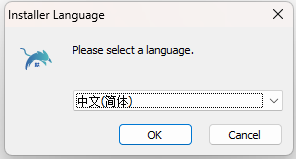 Installer Language
Please select a language.
中文(简体)
OK
Cancel